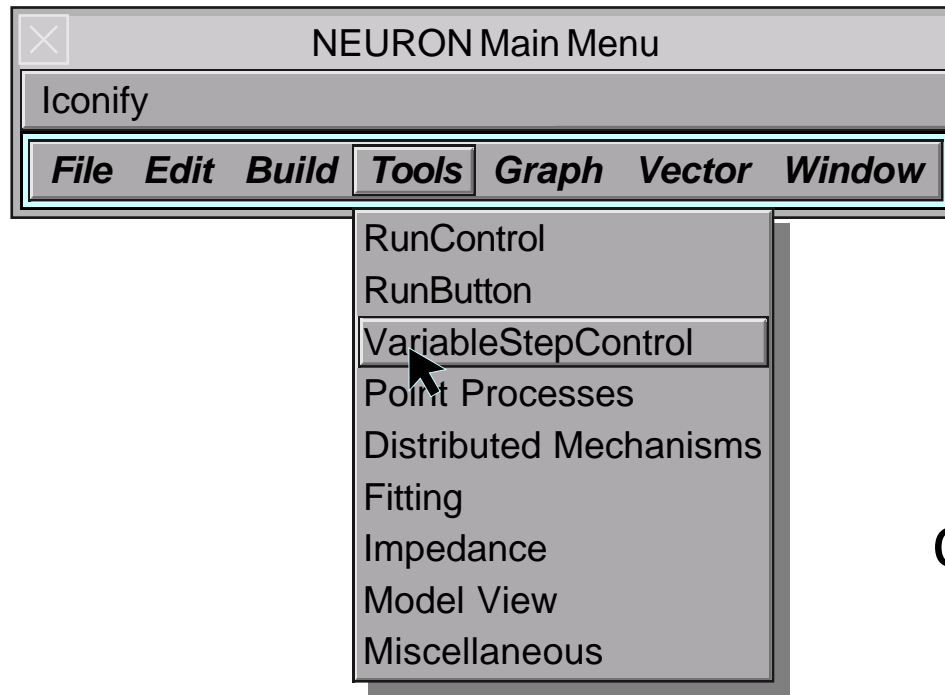 NEURON Main Menu
Iconify
File Edit Build Tools Graph Vector Window
RunControl
RunButton
VariableStepControl
Point Processes
Distributed Mechanisms
Fitting
Impedance
Model View
Miscellaneous